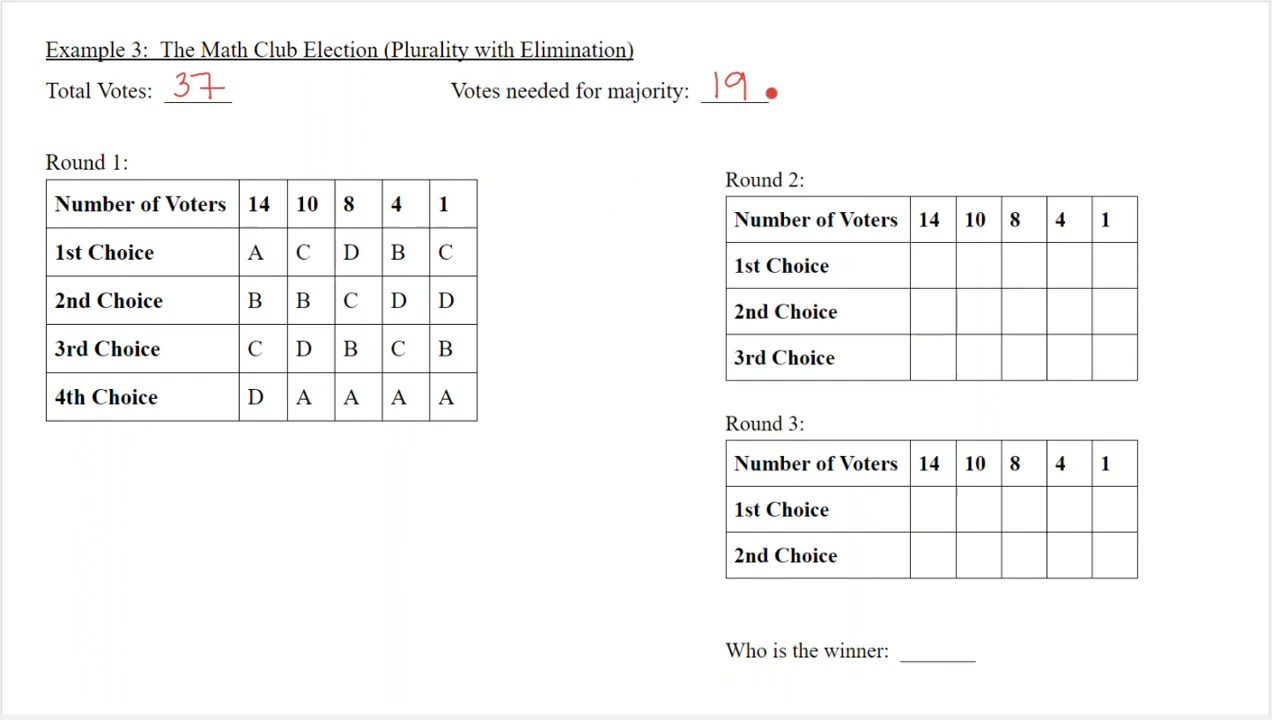 Example 3: The Math Club Election (Plurality with Elimination)
Total Votes: 37 Votes needed for majority: 19
Round 1:
Number of Voters 14 10 8 4 1
1st Choice A C D B C
2nd Choice B B C D D
3rd Choice C D B C B
4th Choice D A A A A
Round 2:
Number of Voters 14 10 8 4 1
1st Choice
2nd Choice
3rd Choice
Round 3:
Number of Voters 14 10 8 4 1
1st Choice
2nd Choice
Who is the winner: